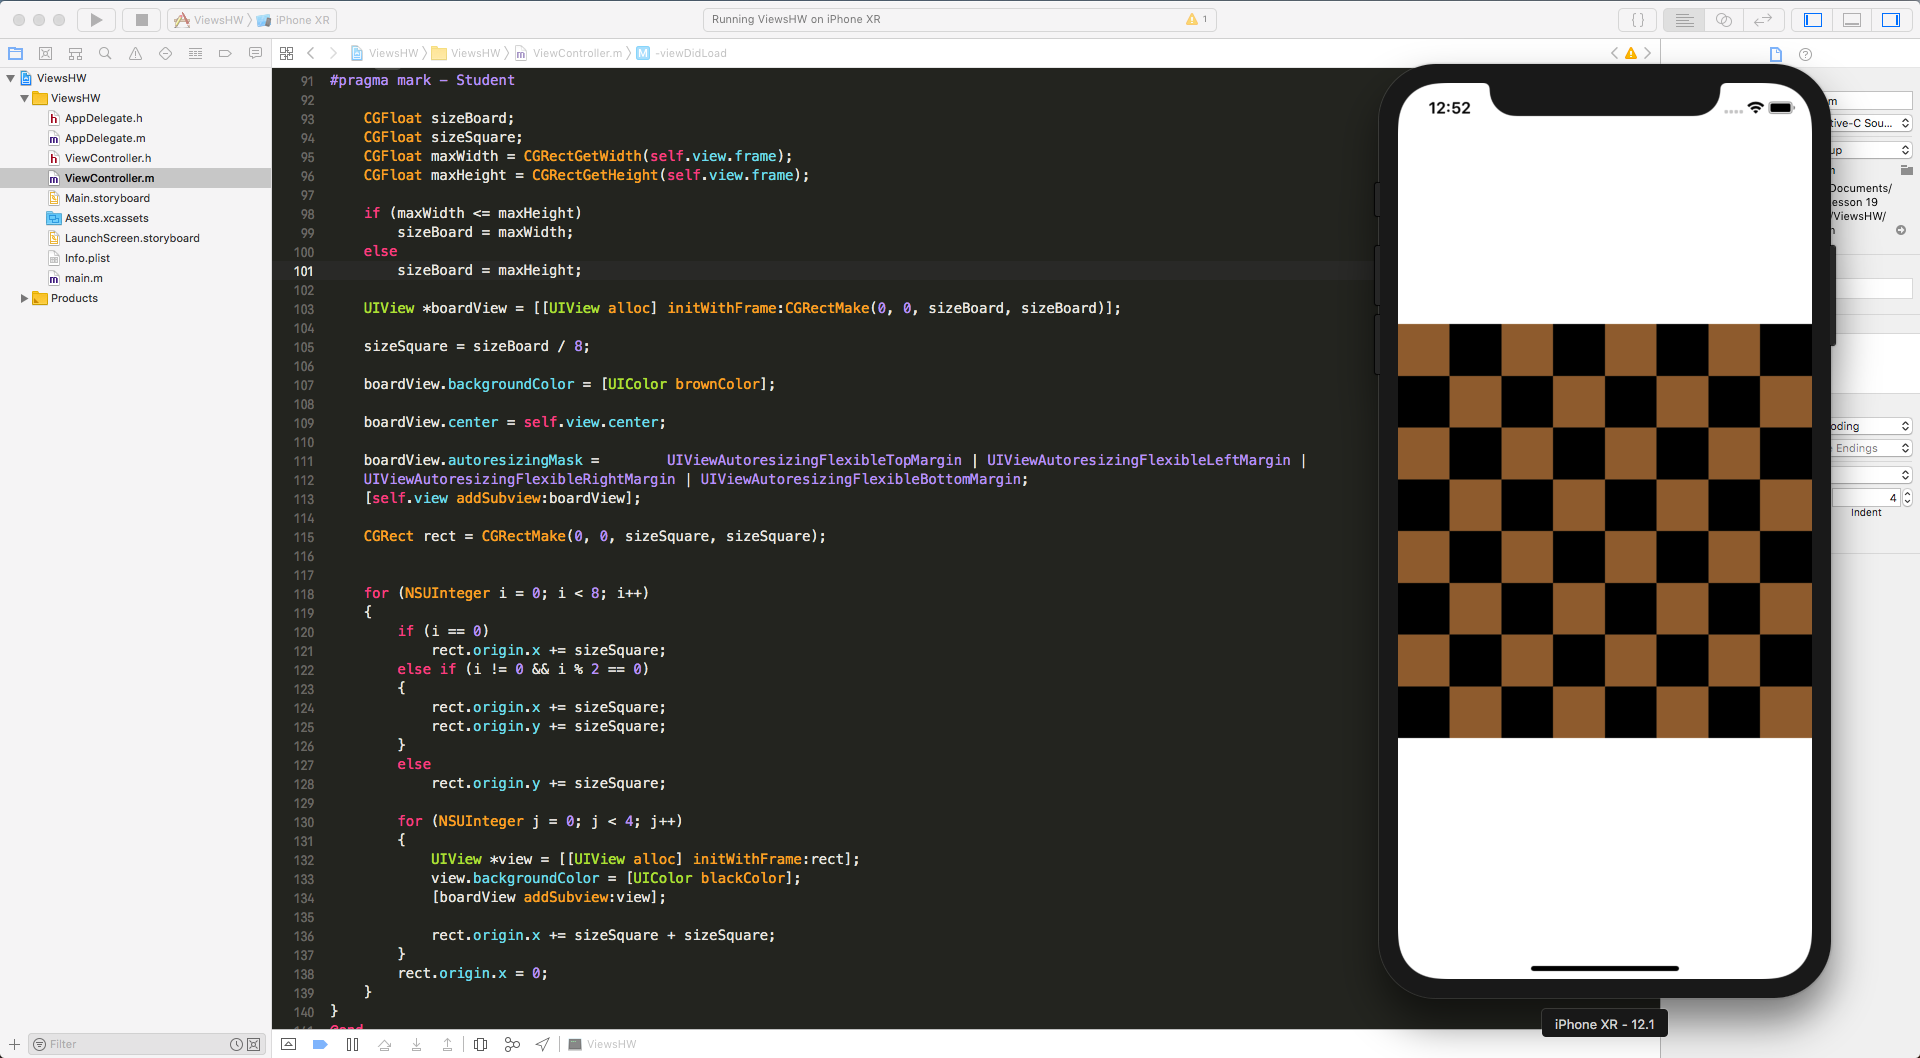 ViewsHW iPhone XR
Running ViewsHW on iPhone XR
1
{ }
ViewsHW ViewsHW ViewController.m M -viewDidLoad
ViewsHW
ViewsHW
h AppDelegate.h
m AppDelegate.m
h ViewController.h
m ViewController.m
Main.storyboard
Assets.xcassets
LaunchScreen.storyboard
Info.plist
m main.m
Products
Filter
91 #pragma mark - Student
92
93 CGFloat sizeBoard;
94 CGFloat sizeSquare;
95 CGFloat maxWidth = CGRectGetWidth(self.view.frame);
96 CGFloat maxHeight = CGRectGetHeight(self.view.frame);
97
98 if (maxWidth <= maxHeight)
99 sizeBoard = maxWidth;
100 else
101 sizeBoard = maxHeight;
102
103 UIView *boardView = [[UIView alloc] initWithFrame:CGRectMake(0, 0, sizeBoard, sizeBoard)];
104
105 sizeSquare = sizeBoard / 8;
106
107 boardView.backgroundColor = [UIColor brownColor];
108
109 boardView.center = self.view.center;
110
111 boardView.autoresizingMask = UIViewAutoresizingFlexibleTopMargin | UIViewAutoresizingFlexibleLeftMargin |
112 UIViewAutoresizingFlexibleRightMargin | UIViewAutoresizingFlexibleBottomMargin;
113 [self.view addSubview:boardView];
114
115 CGRect rect = CGRectMake(0, 0, sizeSquare, sizeSquare);
116
117
118 for (NSUInteger i = 0; i < 8; i++)
119 {
120 if (i == 0)
121 rect.origin.x += sizeSquare;
122 else if (i != 0 && i % 2 == 0)
123 {
124 rect.origin.x += sizeSquare;
125 rect.origin.y += sizeSquare;
126 }
127 else
128 rect.origin.y += sizeSquare;
129
130 for (NSUInteger j = 0; j < 4; j++)
131 {
132 UIView *view = [[UIView alloc] initWithFrame:rect];
133 view.backgroundColor = [UIColor blackColor];
134 [boardView addSubview:view];
135
136 rect.origin.x += sizeSquare + sizeSquare;
137 }
138 rect.origin.x = 0;
139 }
140 }
@end
ViewsHW
12:52
iPhone XR - 12.1
m
tive-C Sou...
up
n
Documents/
esson 19
/ViewsHW/
n
oding
e Endings
4
Indent